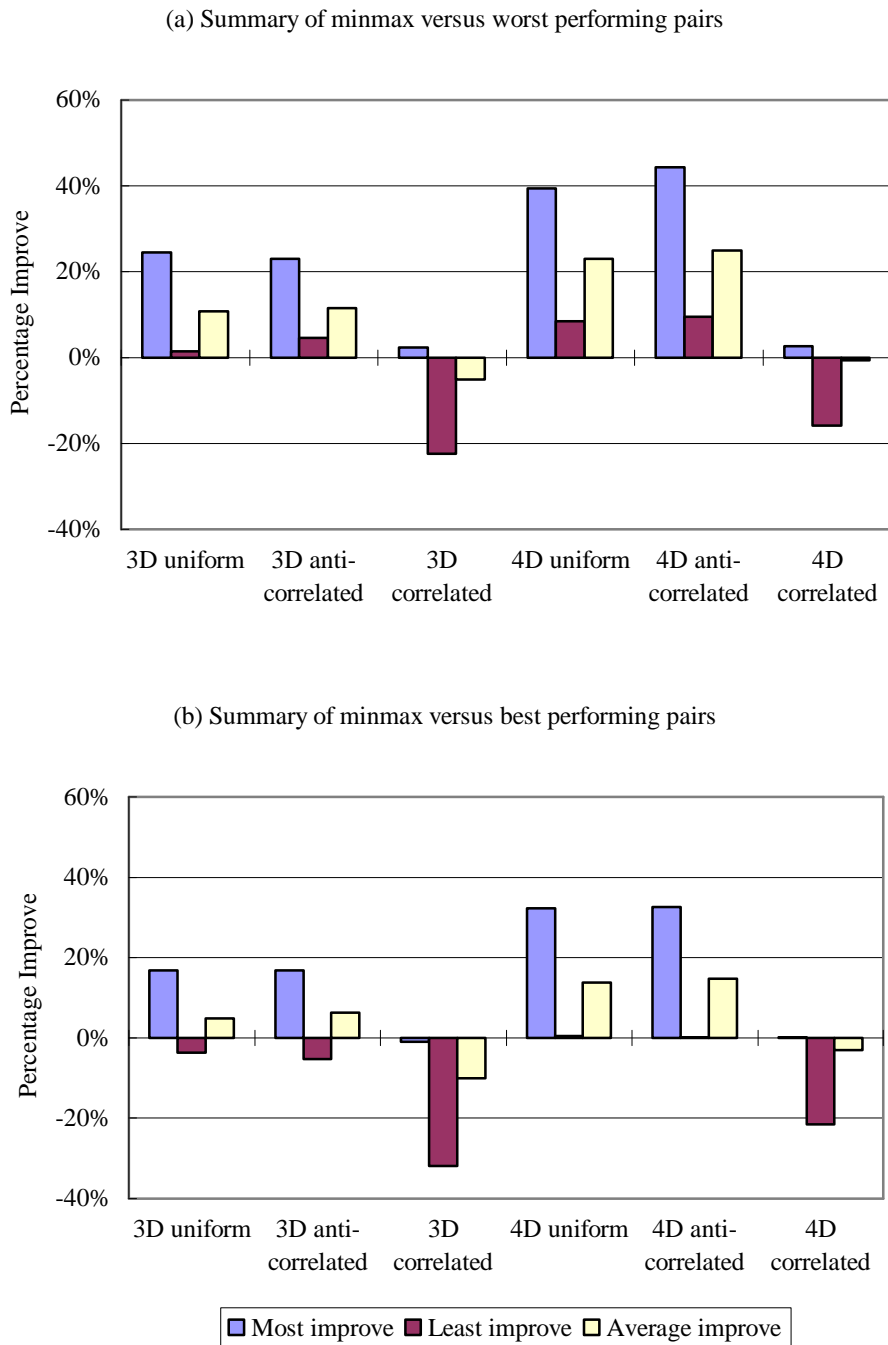 (a) Summary of minmax versus worst performing pairs
60%
40%
20%
0%
-20%
-40%
Percentage Improve
3D uniform 3D anti- 3D 4D uniform 4D anti- 4D
correlated correlated correlated correlated
(b) Summary of minmax versus best performing pairs
60%
40%
20%
0%
-20%
-40%
Percentage Improve
3D uniform 3D anti- 3D 4D uniform 4D anti- 4D
correlated correlated correlated correlated
Most improve Least improve Average improve